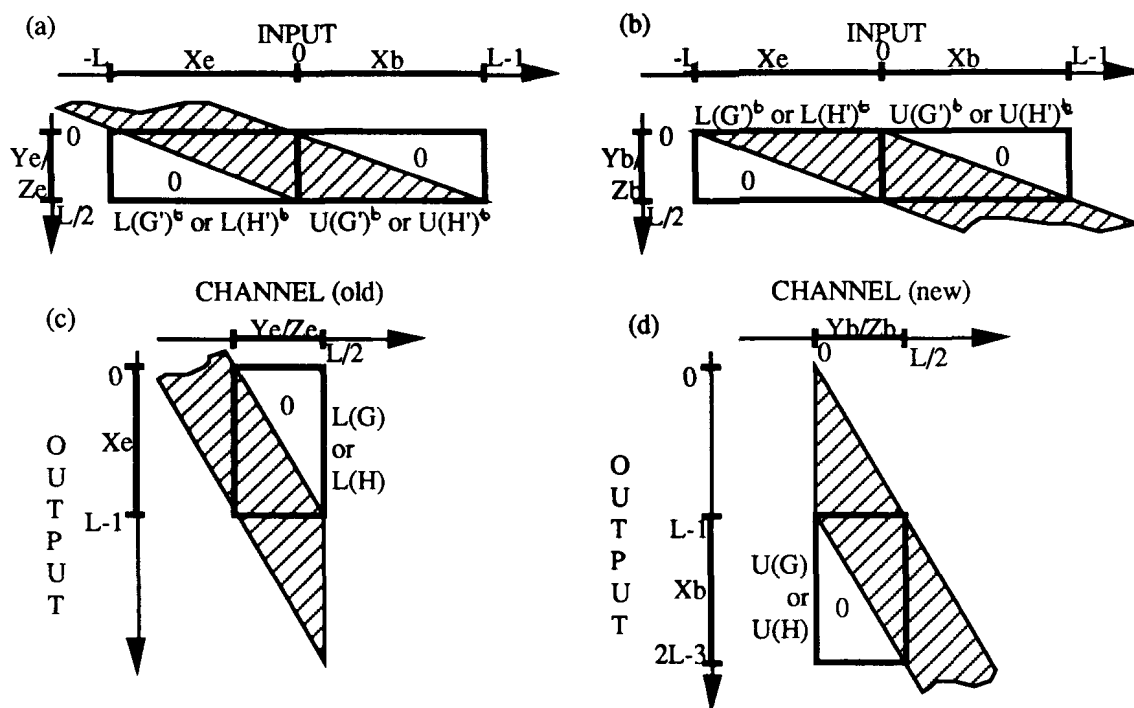 (a)
INPUT
-L Xe 0 Xb L-1
0
Ye/
Ze
L/2
0
0
L(G')ᵗ or L(H')ᵗ U(G')ᵗ or U(H')ᵗ
(b)
INPUT
-L Xe 0 Xb L-1
L(G')ᵗ or L(H')ᵗ U(G')ᵗ or U(H')ᵗ
0
Yb/
Zb
L/2
0
0
(c)
CHANNEL (old)
Ye/Ze
L/2
0
Xe
L-1
OUTPUT
0
L(G)
or
L(H)
(d)
CHANNEL (new)
Yb/Zb
0 L/2
0
L-1
Xb
2L-3
OUTPUT
U(G)
or
U(H)
0